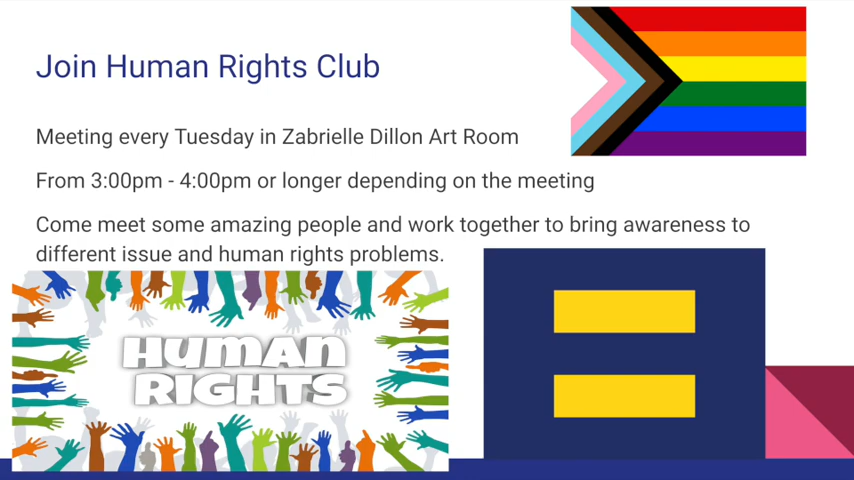 Join Human Rights Club
Meeting every Tuesday in Zabrielle Dillon Art Room
From 3:00pm - 4:00pm or longer depending on the meeting
Come meet some amazing people and work together to bring awareness to
different issue and human rights problems.
HUMAN
RIGHTS